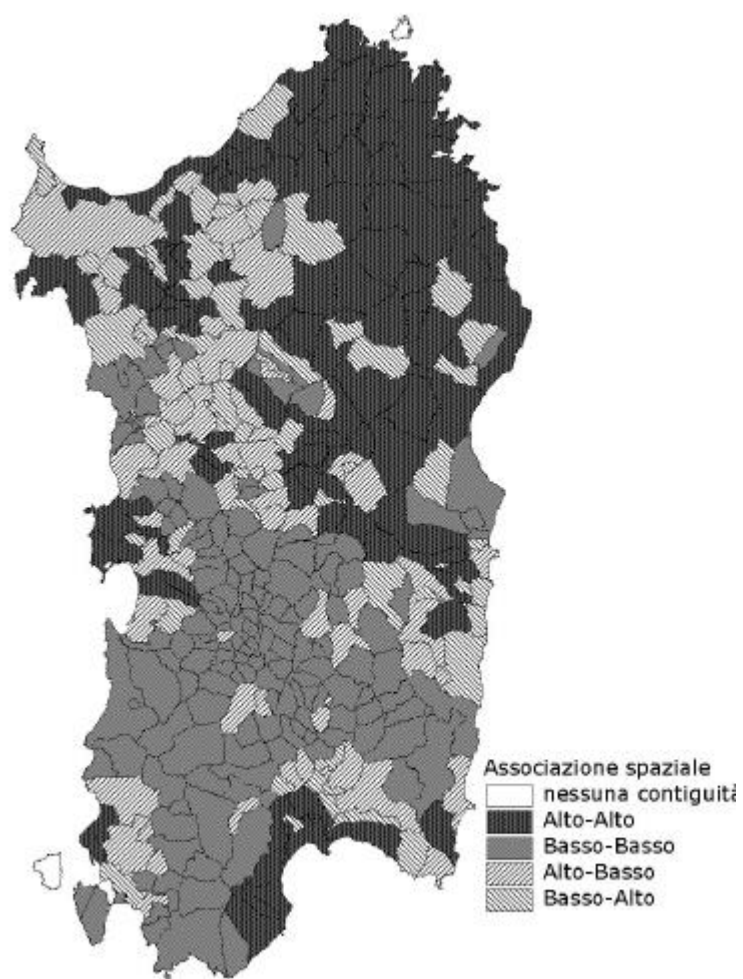 Associazione spaziale
nessuna contiguità
Alto-Alto
Basso-Basso
Alto-Basso
Basso-Alto